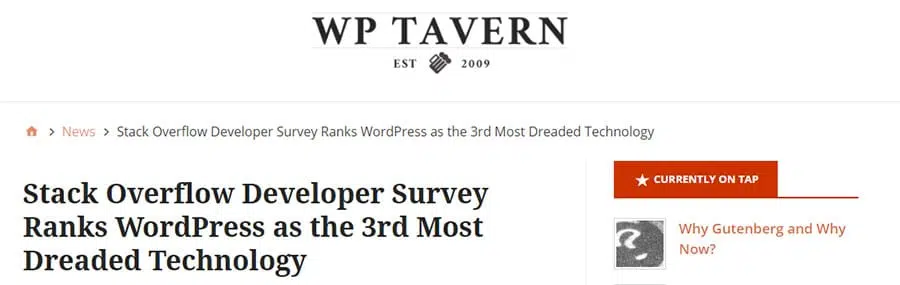 WP TAVERN
EST 2009
News Stack Overflow Developer Survey Ranks WordPress as the 3rd Most Dreaded Technology
Stack Overflow Developer Survey
Ranks WordPress as the 3rd Most
Dreaded Technology
CURRENTLY ON TAP
Why Gutenberg and Why
Now?